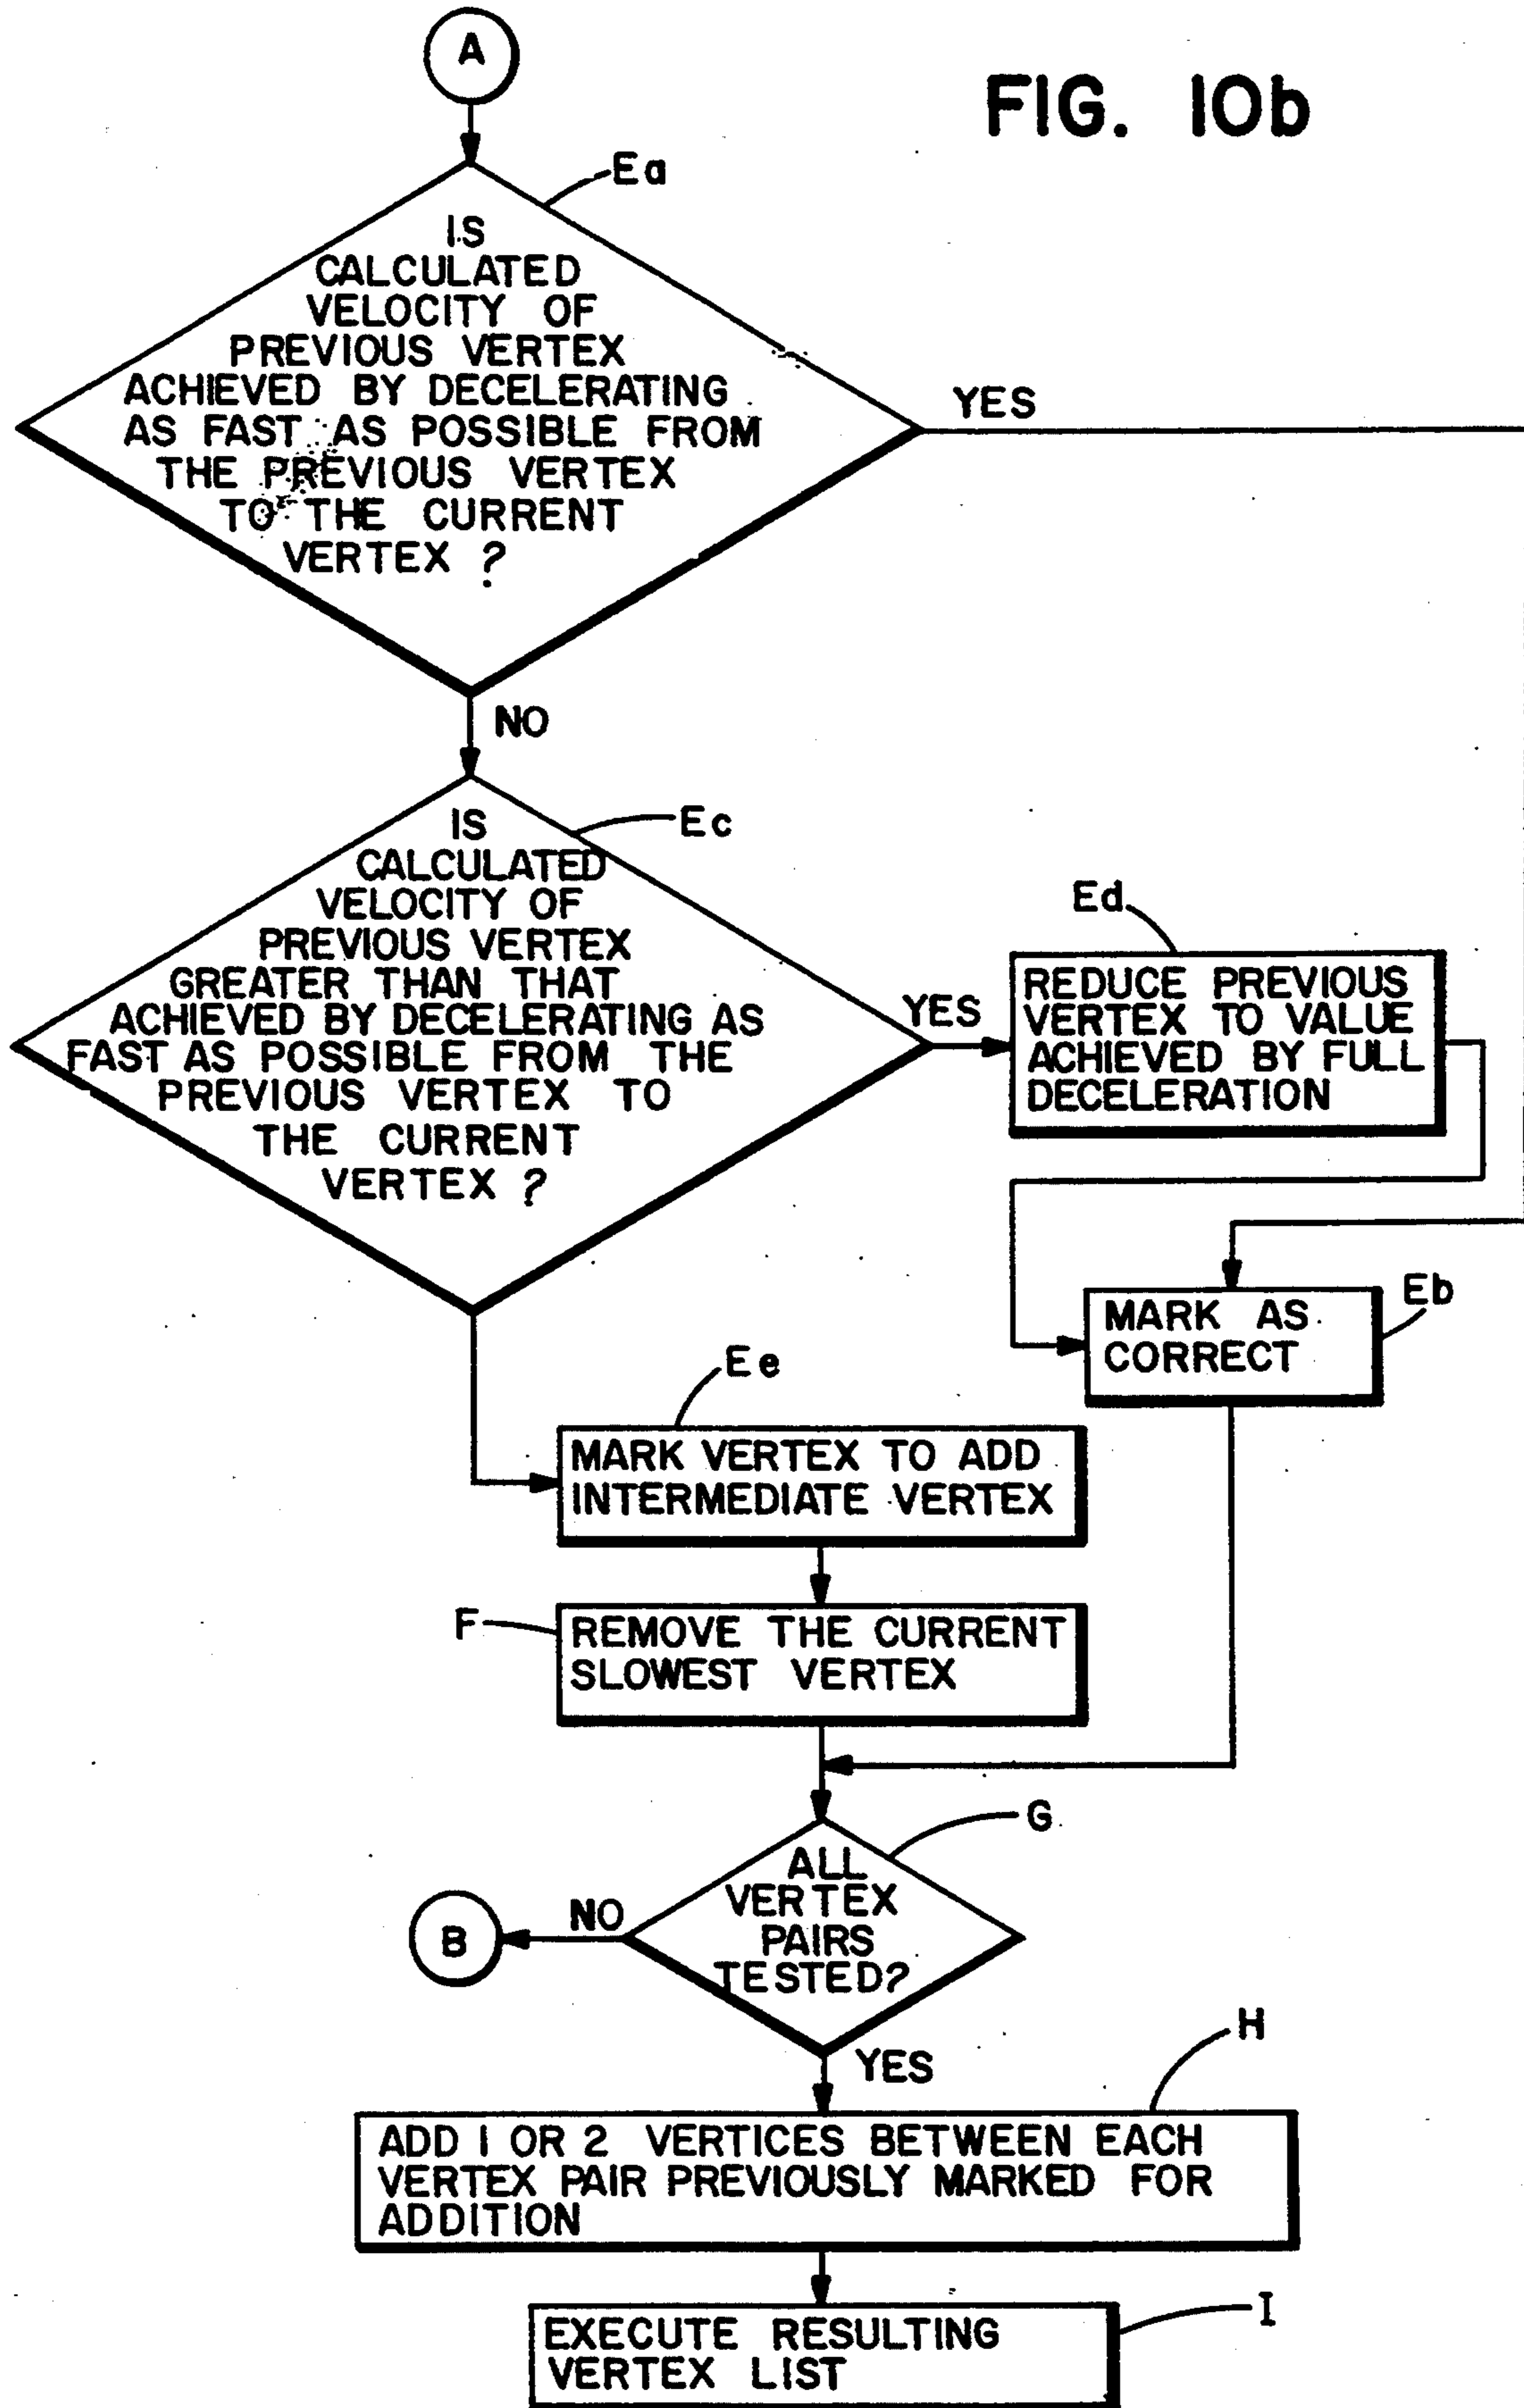 A
FIG. 10b
Ea
IS
CALCULATED
VELOCITY OF
PREVIOUS VERTEX
ACHIEVED BY DECELERATING
AS FAST AS POSSIBLE FROM
THE PREVIOUS VERTEX
TO THE CURRENT
VERTEX ?
YES
NO
Ec
IS
CALCULATED
VELOCITY OF
PREVIOUS VERTEX
GREATER THAN THAT
ACHIEVED BY DECELERATING AS
FAST AS POSSIBLE FROM THE
PREVIOUS VERTEX TO
THE CURRENT
VERTEX ?
YES
Ed
REDUCE PREVIOUS
VERTEX TO VALUE
ACHIEVED BY FULL
DECELERATION
Eb
MARK AS
CORRECT
Ee
MARK VERTEX TO ADD
INTERMEDIATE VERTEX
F
REMOVE THE CURRENT
SLOWEST VERTEX
G
ALL
VERTEX
PAIRS
TESTED?
NO
B
YES
H
ADD 1 OR 2 VERTICES BETWEEN EACH
VERTEX PAIR PREVIOUSLY MARKED FOR
ADDITION
I
EXECUTE RESULTING
VERTEX LIST